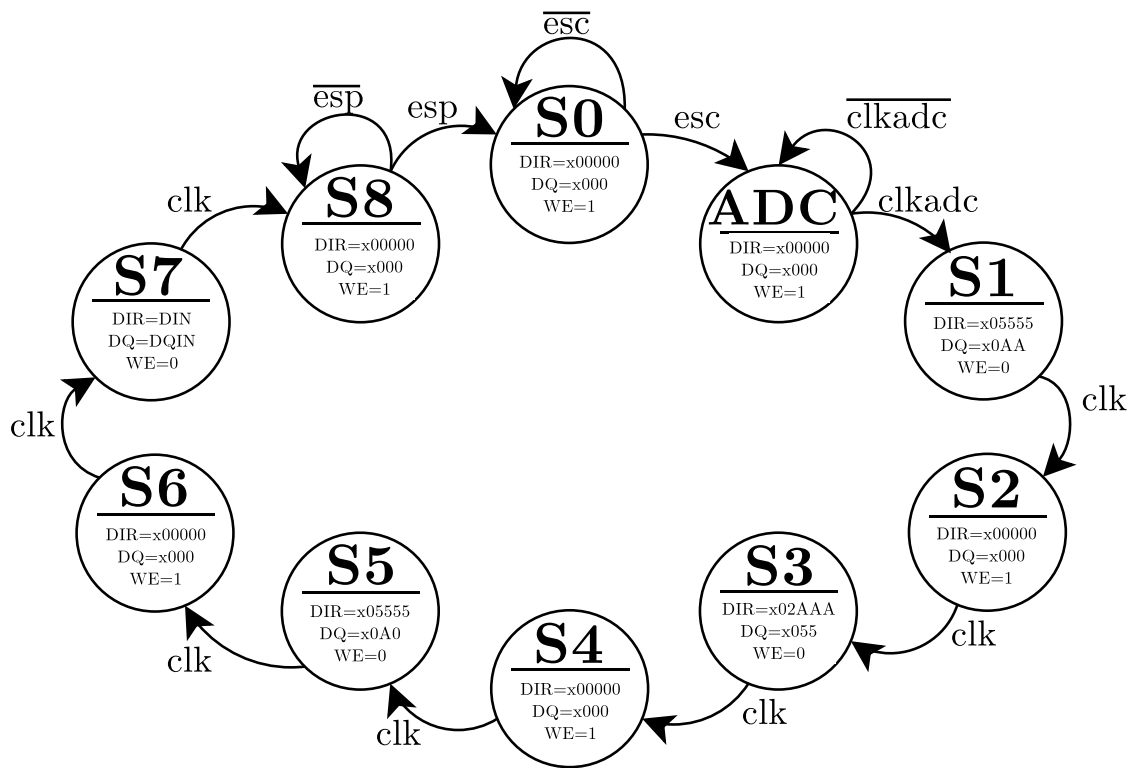 esc
S0
DIR=x00000
DQ=x000
WE=1
esc
ADC
DIR=x00000
DQ=x000
WE=1
clkadc
clkadc
S1
DIR=x05555
DQ=x0AA
WE=0
clk
S2
DIR=x00000
DQ=x000
WE=1
clk
S3
DIR=x02AAA
DQ=x055
WE=0
clk
S4
DIR=x00000
DQ=x000
WE=1
clk
S5
DIR=x05555
DQ=x0A0
WE=0
clk
S6
DIR=x00000
DQ=x000
WE=1
clk
S7
DIR=DIN
DQ=DQIN
WE=0
clk
S8
DIR=x00000
DQ=x000
WE=1
esp
esp